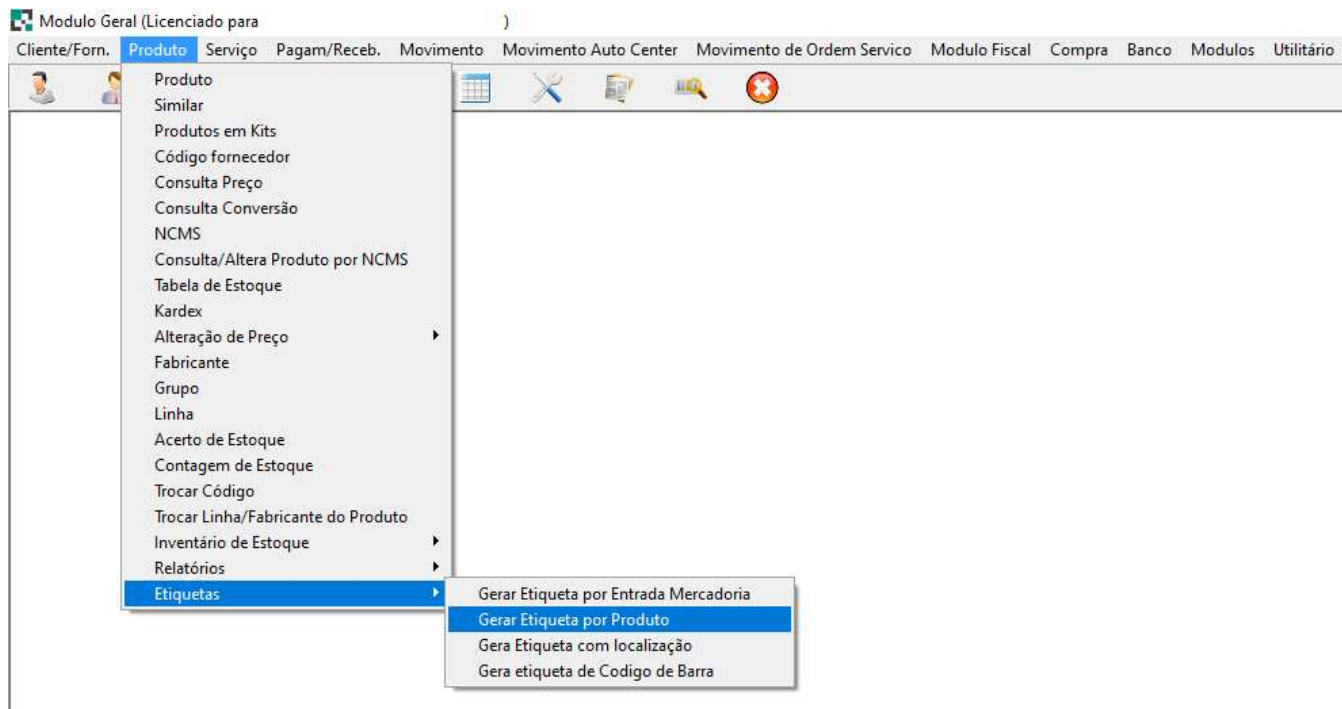 Modulo Geral (Licenciado para )
Cliente/Forn. Produto Serviço Pagam/Receb. Movimento Movimento Auto Center Movimento de Ordem Servico Modulo Fiscal Compra Banco Modulos Utilitário
Produto
Similar
Produtos em Kits
Código fornecedor
Consulta Preço
Consulta Conversão
NCMS
Consulta/Altera Produto por NCMS
Tabela de Estoque
Kardex
Alteração de Preço
Fabricante
Grupo
Linha
Acerto de Estoque
Contagem de Estoque
Trocar Código
Trocar Linha/Fabricante do Produto
Inventário de Estoque
Relatórios
Etiquetas
Gerar Etiqueta por Entrada Mercadoria
Gerar Etiqueta por Produto
Gera Etiqueta com localização
Gera etiqueta de Codigo de Barra